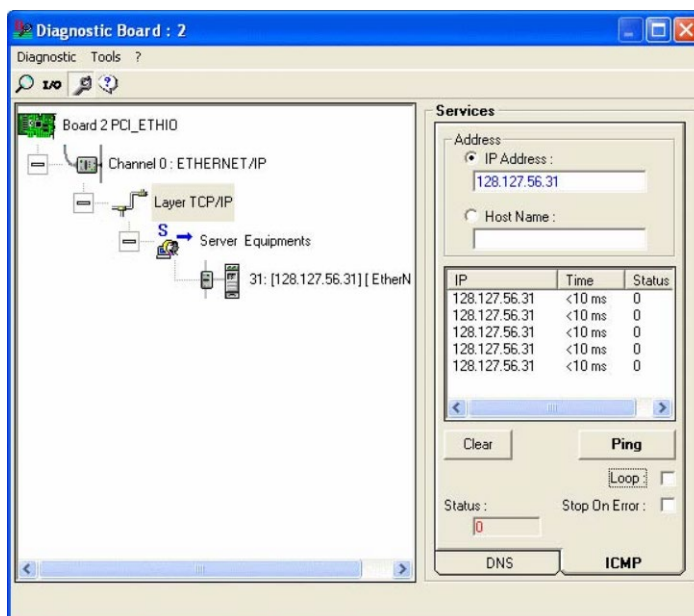 Diagnostic Board : 2
Diagnostic Tools ?
I/O
Board 2 PCI_ETHIO
Channel 0 : ETHERNET/IP
Layer TCP/IP
S
Server Equipments
31: [128.127.56.31] [ EtherN
Services
Address
IP Address :
128.127.56.31
Host Name :
IP Time Status
128.127.56.31 <10 ms 0
128.127.56.31 <10 ms 0
128.127.56.31 <10 ms 0
128.127.56.31 <10 ms 0
128.127.56.31 <10 ms 0
Clear Ping
Loop :
Status : Stop On Error :
0
DNS ICMP